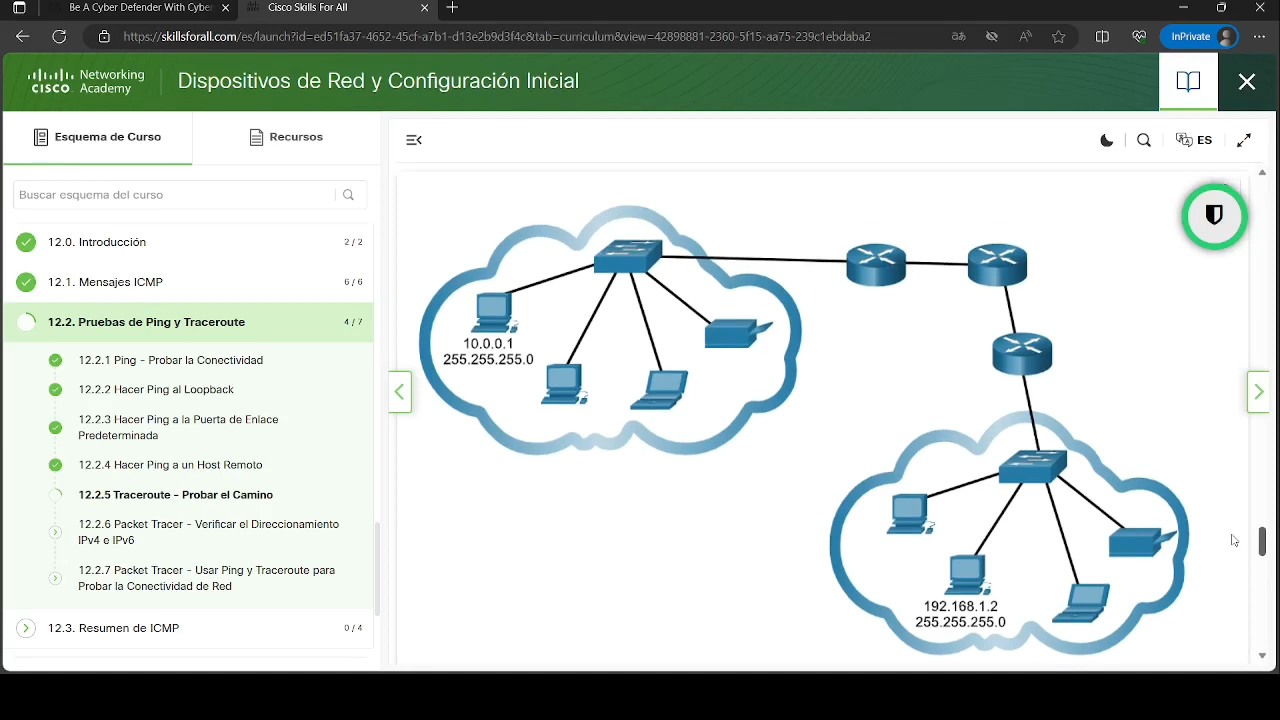 Be A Cyber Defender With Cyber
Cisco Skills For All
https://skillsforall.com/es/launch?id=ed51fa37-4652-45cf-a7b1-d13e2b9d3f4c8&tab=curriculum&view=42898881-2360-5f15-aa75-239c1ebdaba2
InPrivate
CISCO
Networking
Academy
Dispositivos de Red y Configuración Inicial
Esquema de Curso
Recursos
ES
Buscar esquema del curso
12.0. Introducción 2 / 2
12.1. Mensajes ICMP 6 / 6
12.2. Pruebas de Ping y Traceroute 4 / 7
12.2.1 Ping - Probar la Conectividad
12.2.2 Hacer Ping al Loopback
12.2.3 Hacer Ping a la Puerta de Enlace
Predeterminada
12.2.4 Hacer Ping a un Host Remoto
12.2.5 Traceroute - Probar el Camino
12.2.6 Packet Tracer - Verificar el Direccionamiento
IPv4 e IPv6
12.2.7 Packet Tracer - Usar Ping y Traceroute para
Probar la Conectividad de Red
12.3. Resumen de ICMP 0 / 4
10.0.0.1
255.255.255.0
192.168.1.2
255.255.255.0